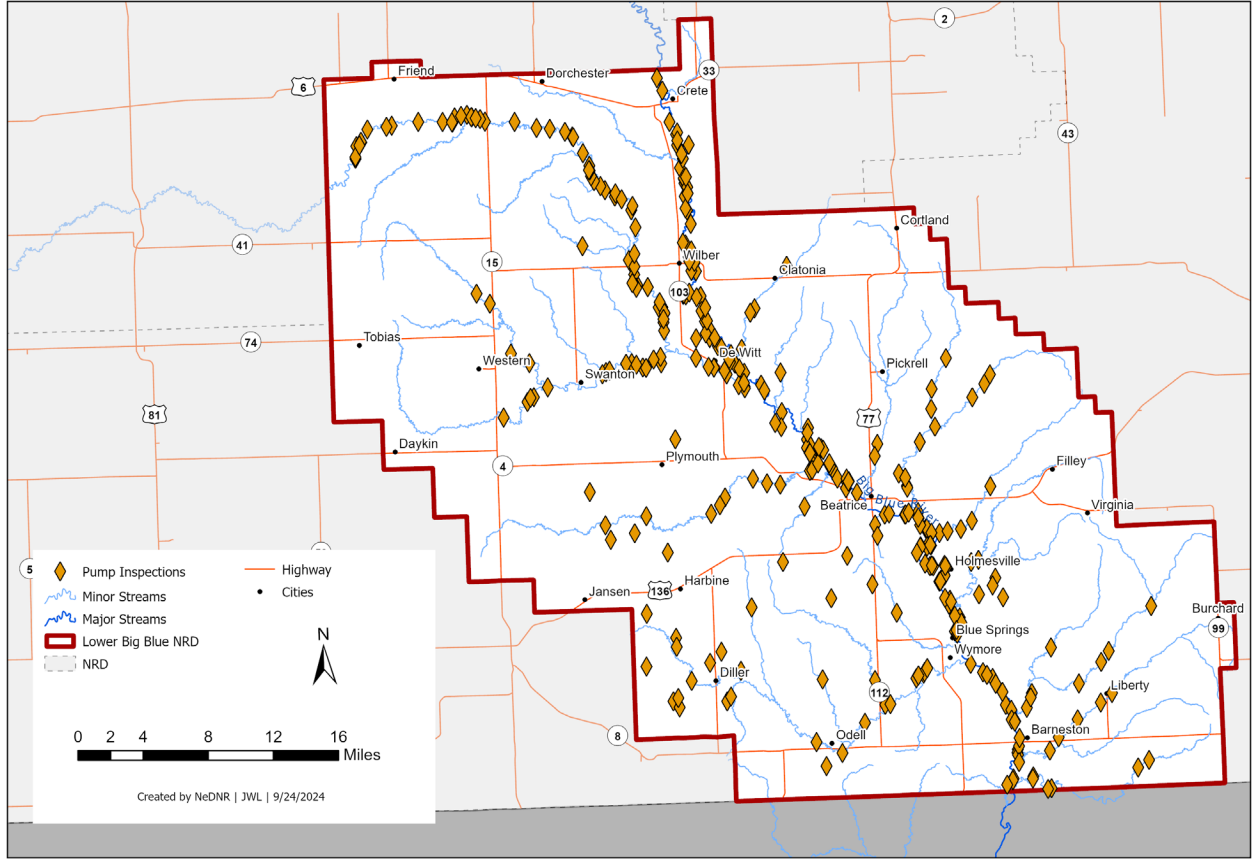 2
33
6
Friend
Dorchester
Crete
43
Cortland
41
Wilber
15
Clatonia
103
74
Tobias
De Witt
Western
Pickrell
Swanton
81
77
Daykin
Plymouth
4
Filley
Big Blue River
Beatrice
Virginia
5
Holmesville
Harbine
136
Jansen
Burchard
99
Blue Springs
Wymore
Diller
112
Liberty
8
Odell
Barneston
Pump Inspections
Minor Streams
Major Streams
Lower Big Blue NRD
NRD
Highway
Cities
N
0 2 4 8 12 16
Miles
Created by NeDNR | JWL | 9/24/2024